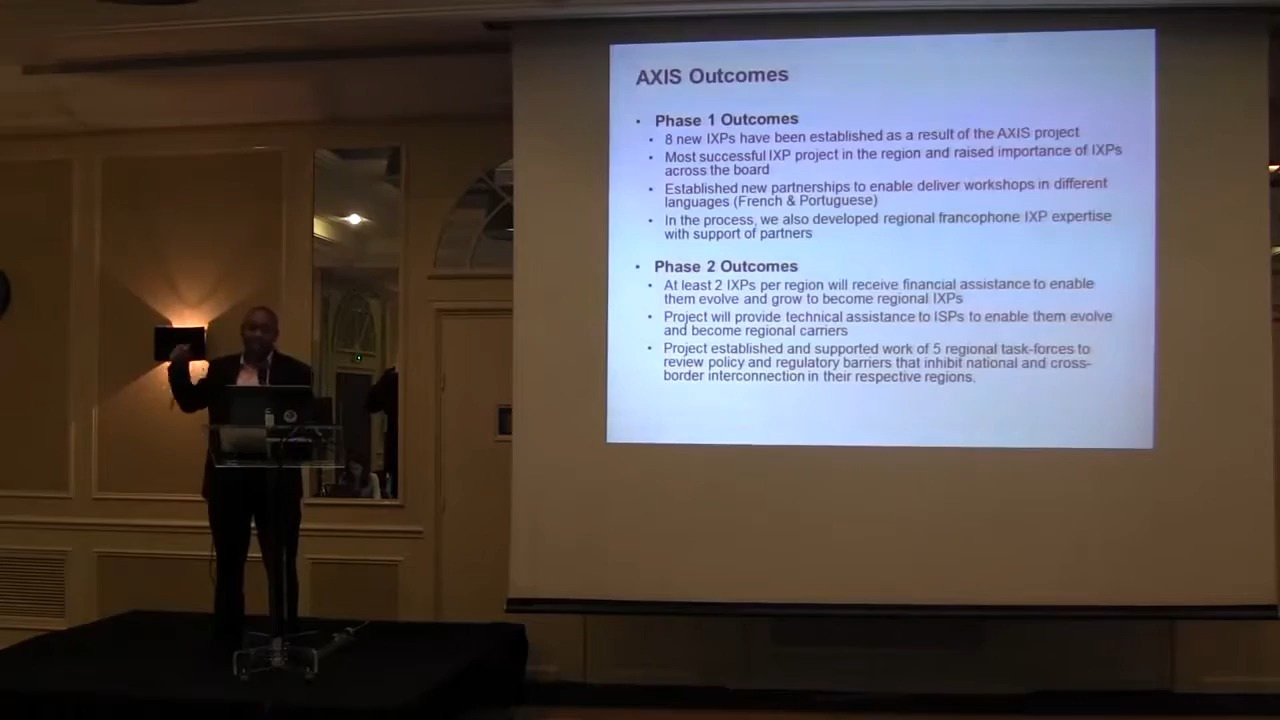 AXIS Outcomes
• Phase 1 Outcomes
• 8 new IXPs have been established as a result of the AXIS project
• Most successful IXP project in the region and raised importance of IXPs
across the board
• Established new partnerships to enable deliver workshops in different
languages (French & Portuguese)
• In the process, we also developed regional francophone IXP expertise
with support of partners
• Phase 2 Outcomes
• At least 2 IXPs per region will receive financial assistance to enable
them evolve and grow to become regional IXPs
• Project will provide technical assistance to ISPs to enable them evolve
and become regional carriers
• Project established and supported work of 5 regional task-forces to
review policy and regulatory barriers that inhibit national and cross-
border interconnection in their respective regions.